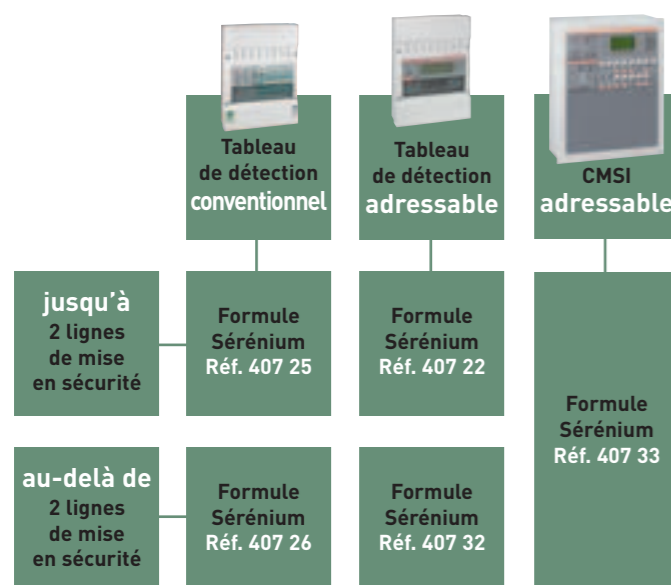 Tableau
de détection
conventionnel
Tableau
de détection
adressable
CMSI
adressable
jusqu'à
2 lignes
de mise
en sécurité
Formule
Sérénium
Réf. 407 25
Formule
Sérénium
Réf. 407 22
Formule
Sérénium
Réf. 407 33
au-delà de
2 lignes
de mise
en sécurité
Formule
Sérénium
Réf. 407 26
Formule
Sérénium
Réf. 407 32